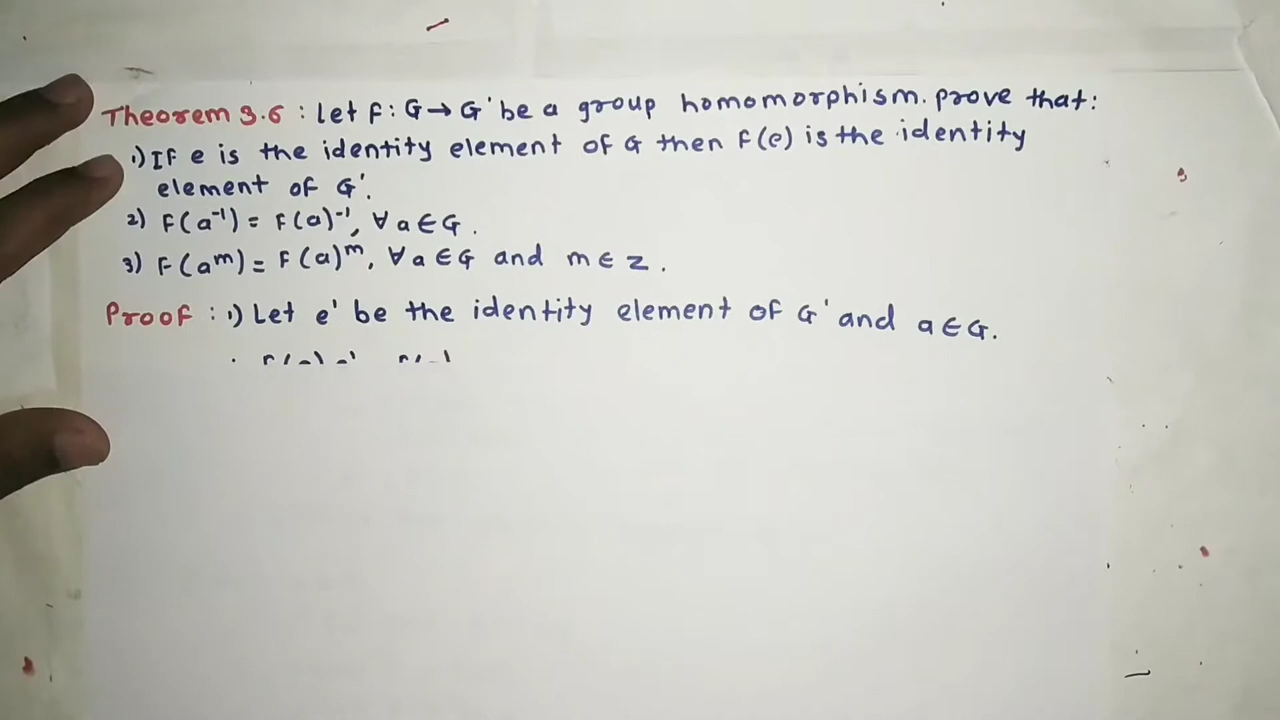 Theorem 3.6 : Let f : G → G' be a group homomorphism. prove that :
1) If e is the identity element of G then f(e) is the identity
element of G'.
2) f(a⁻¹) = f(a)⁻¹, ∀ a ∈ G.
3) f(aᵐ) = f(a)ᵐ, ∀ a ∈ G and m ∈ z.
Proof : 1) Let e' be the identity element of G' and a ∈ G.